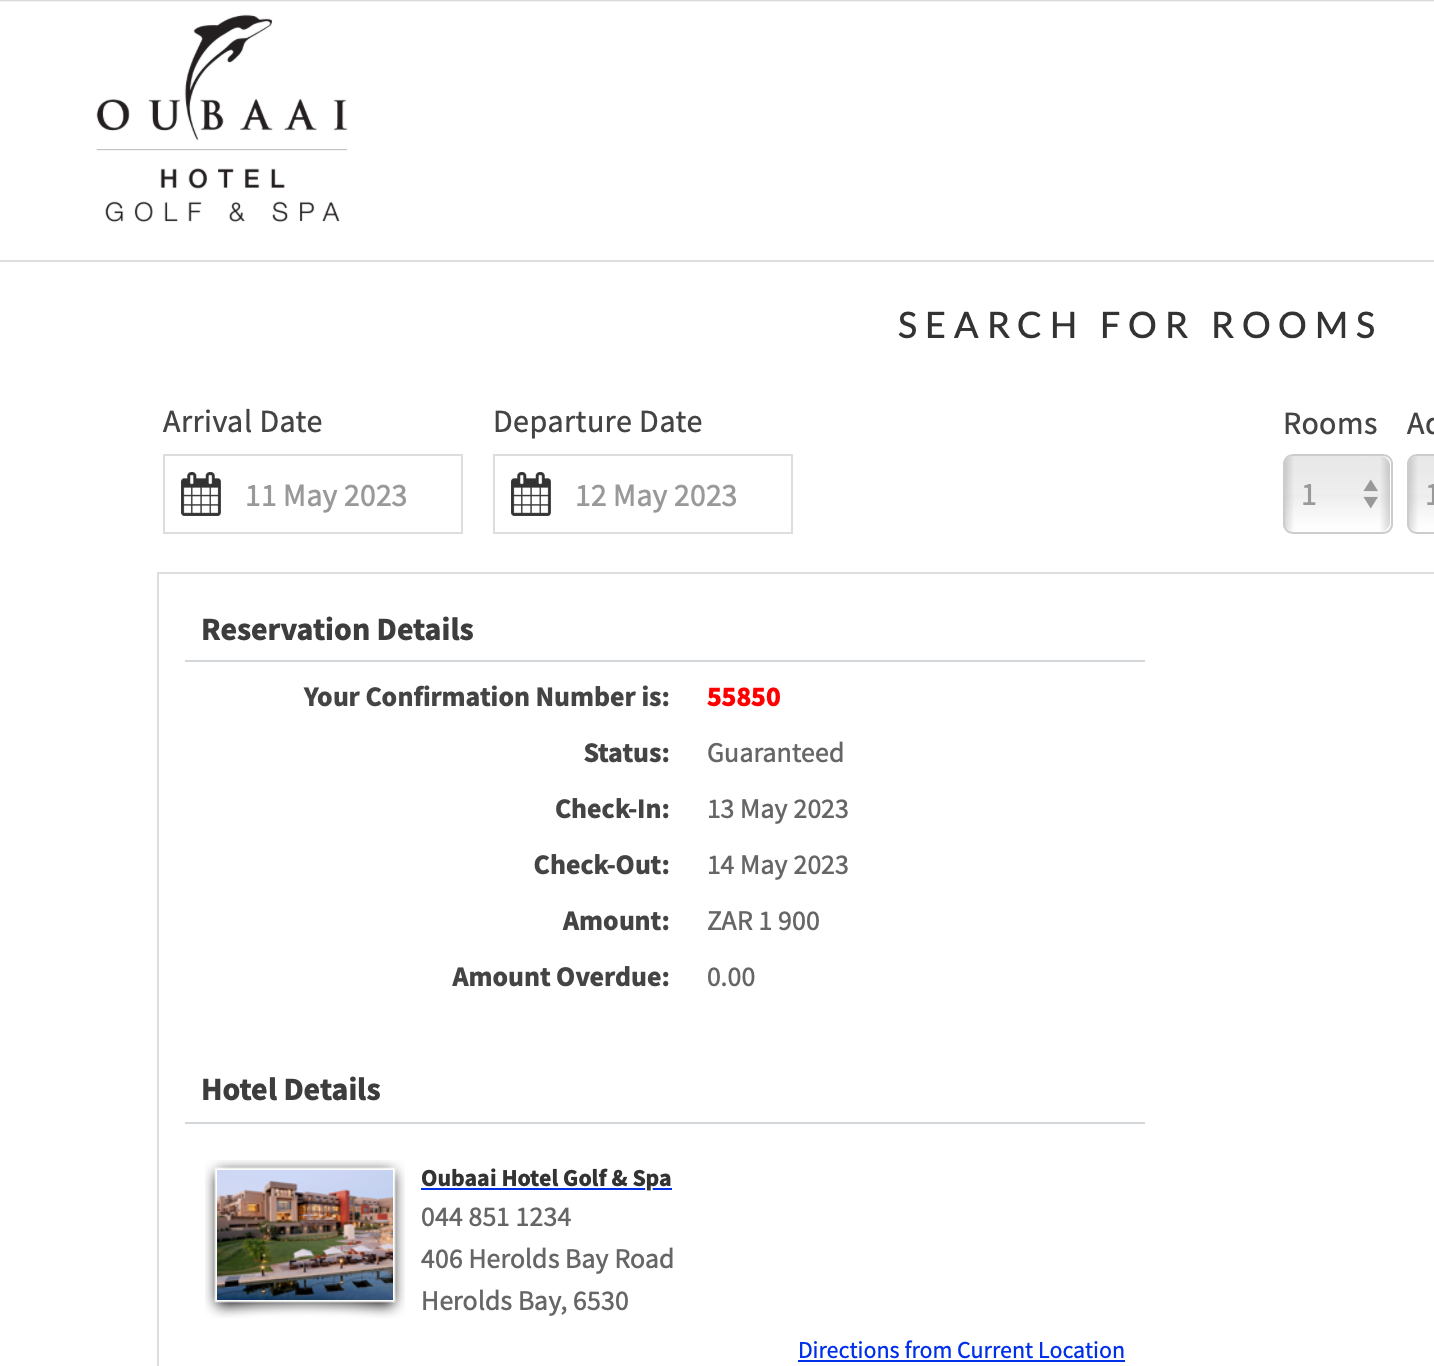 OUBAAI
HOTEL
GOLF & SPA
SEARCH FOR ROOMS
Arrival Date
Departure Date
Rooms
11 May 2023
12 May 2023
1
Reservation Details
Your Confirmation Number is: 55850
Status: Guaranteed
Check-In: 13 May 2023
Check-Out: 14 May 2023
Amount: ZAR 1 900
Amount Overdue: 0.00
Hotel Details
Oubaai Hotel Golf & Spa
044 851 1234
406 Herolds Bay Road
Herolds Bay, 6530
Directions from Current Location